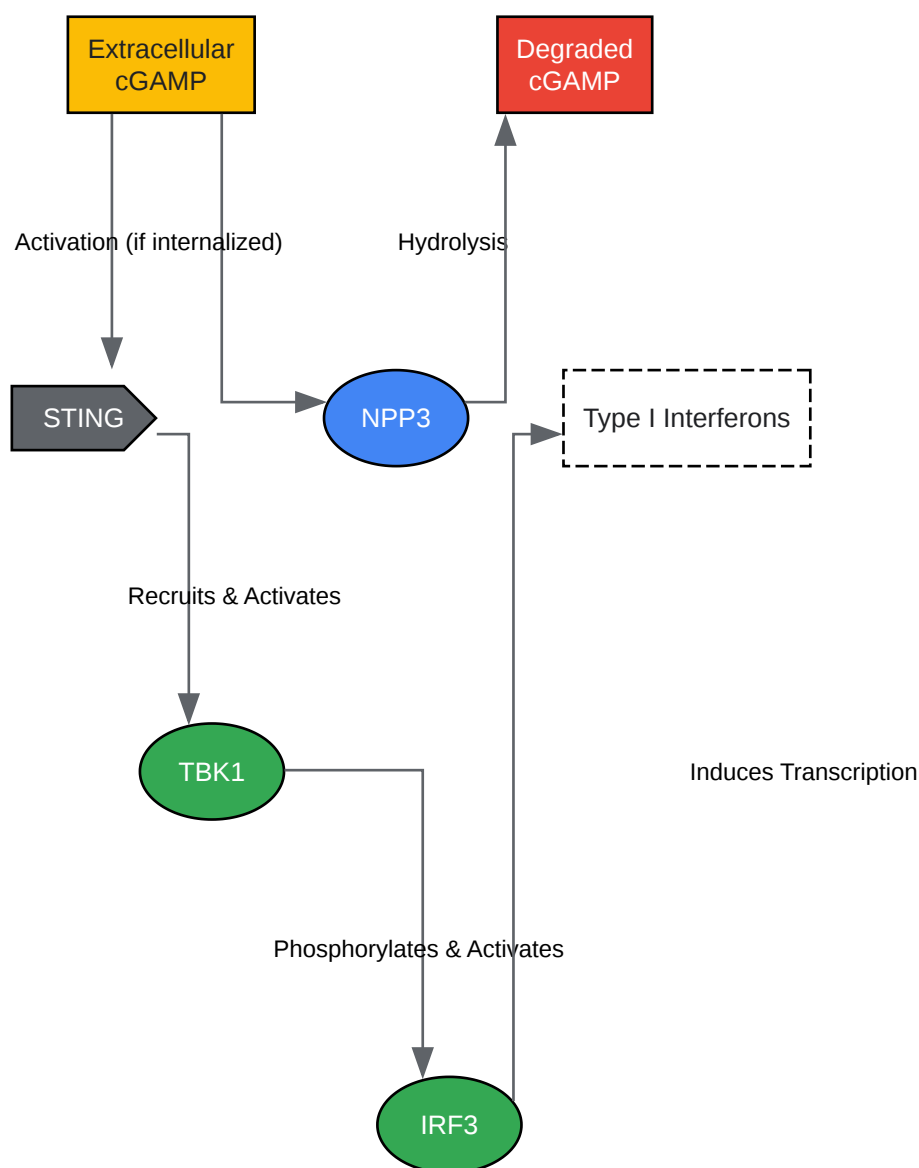 Extracellular
cGAMP
Degraded
cGAMP
Activation (if internalized)
Hydrolysis
STING
NPP3
Type I Interferons
Recruits & Activates
TBK1
Induces Transcription
Phosphorylates & Activates
IRF3